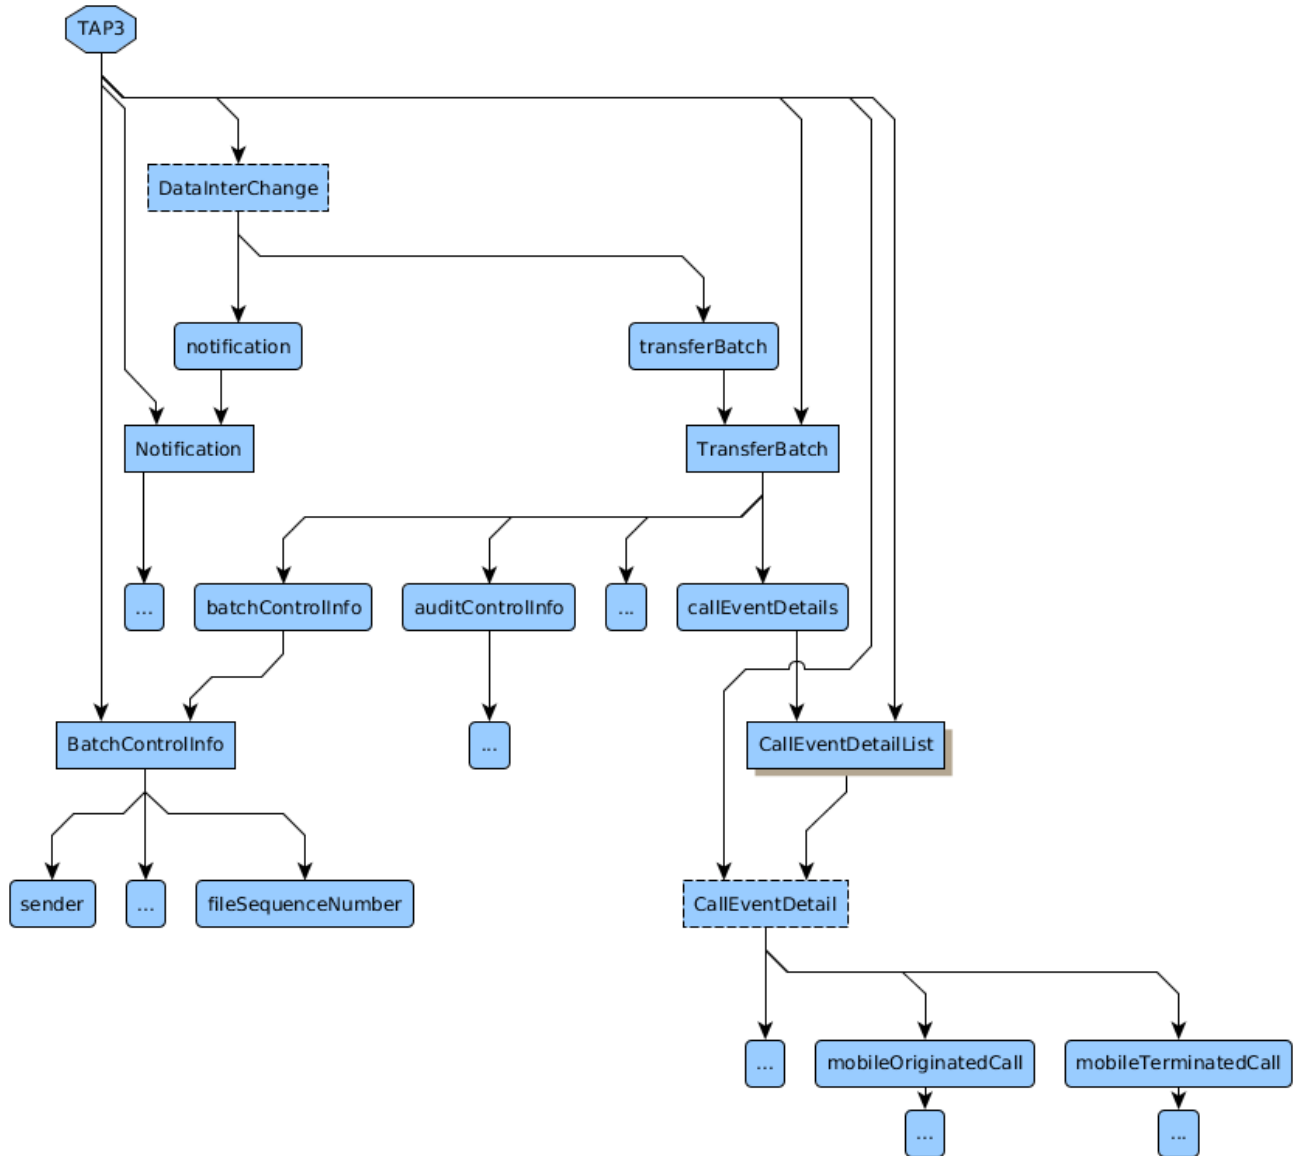 TAP3
DataInterChange
notification
transferBatch
Notification
TransferBatch
...
batchControlInfo
auditControlInfo
...
callEventDetails
BatchControlInfo
...
CallEventDetailList
sender
...
fileSequenceNumber
CallEventDetail
...
mobileOriginatedCall
mobileTerminatedCall
...
...